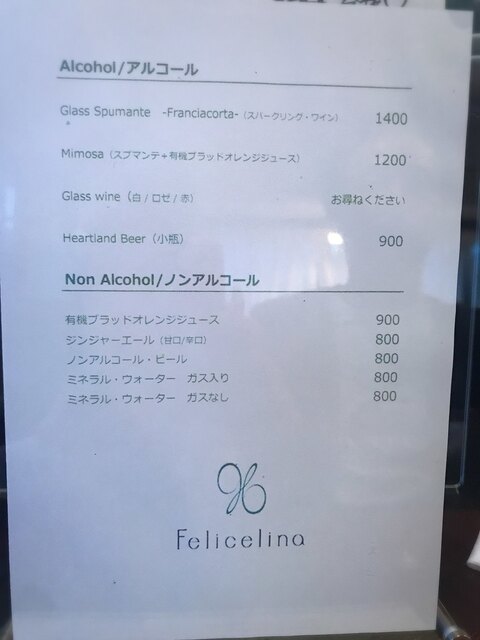 Alcohol/アルコール
Glass Spumante -Franciacorta-（スパークリング・ワイン） 1400
Mimosa（スプマンテ+有機ブラッドオレンジジュース） 1200
Glass wine（白 / ロゼ / 赤） お尋ねください
Heartland Beer（小瓶） 900
Non Alcohol/ノンアルコール
有機ブラッドオレンジジュース 900
ジンジャーエール（甘口/辛口） 800
ノンアルコール・ビール 800
ミネラル・ウォーター ガス入り 800
ミネラル・ウォーター ガスなし 800
Felicelina